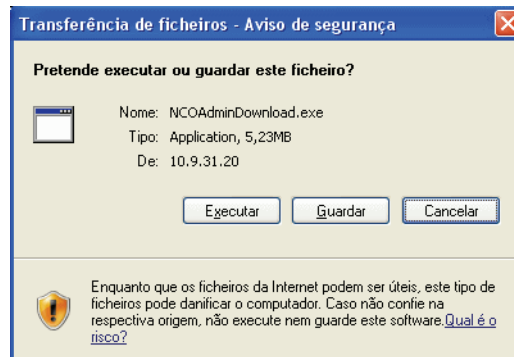 Transferência de ficheiros - Aviso de segurança
Pretende executar ou guardar este ficheiro?
Nome: NCOAdminDownload.exe
Tipo: Application, 5,23MB
De: 10.9.31.20
Executar Guardar Cancelar
Enquanto que os ficheiros da Internet podem ser úteis, este tipo de
ficheiros pode danificar o computador. Caso não confie na
respectiva origem, não execute nem guarde este software.Qual é o
risco?